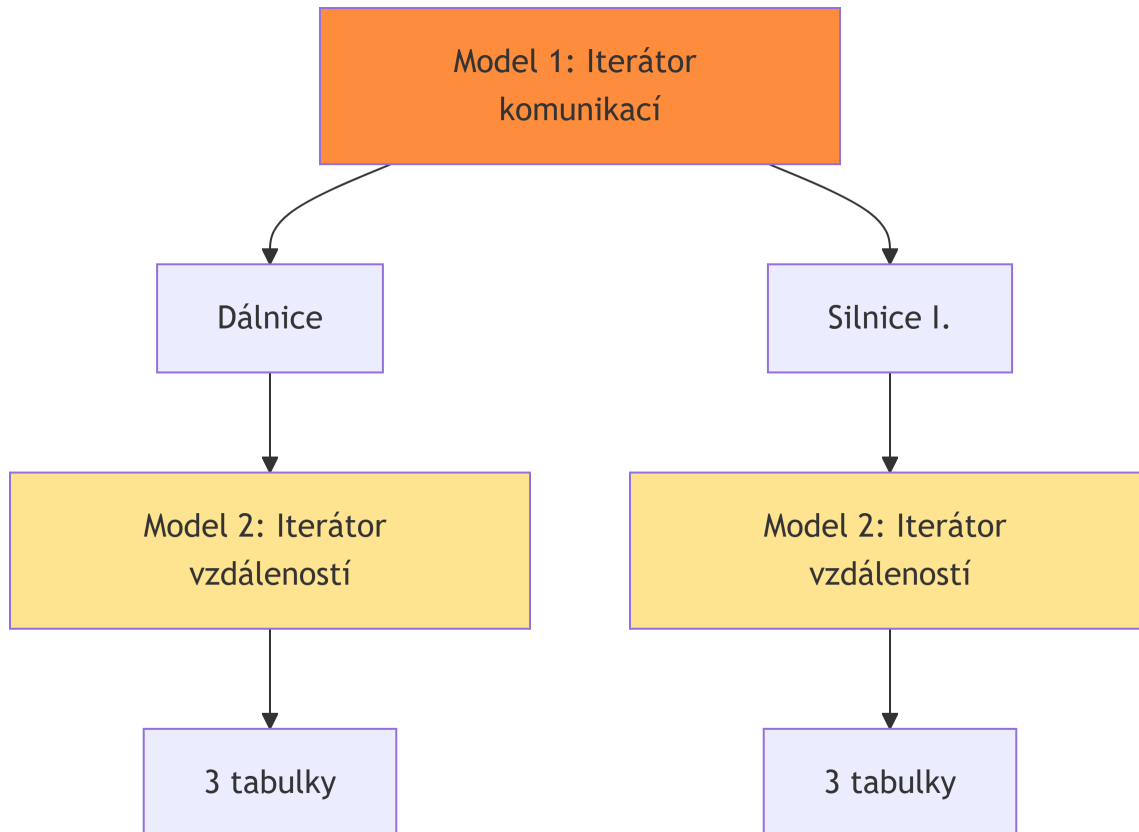 Model 1: Iterátor
komunikací
Dálnice
Silnice I.
Model 2: Iterátor
vzdáleností
Model 2: Iterátor
vzdáleností
3 tabulky
3 tabulky